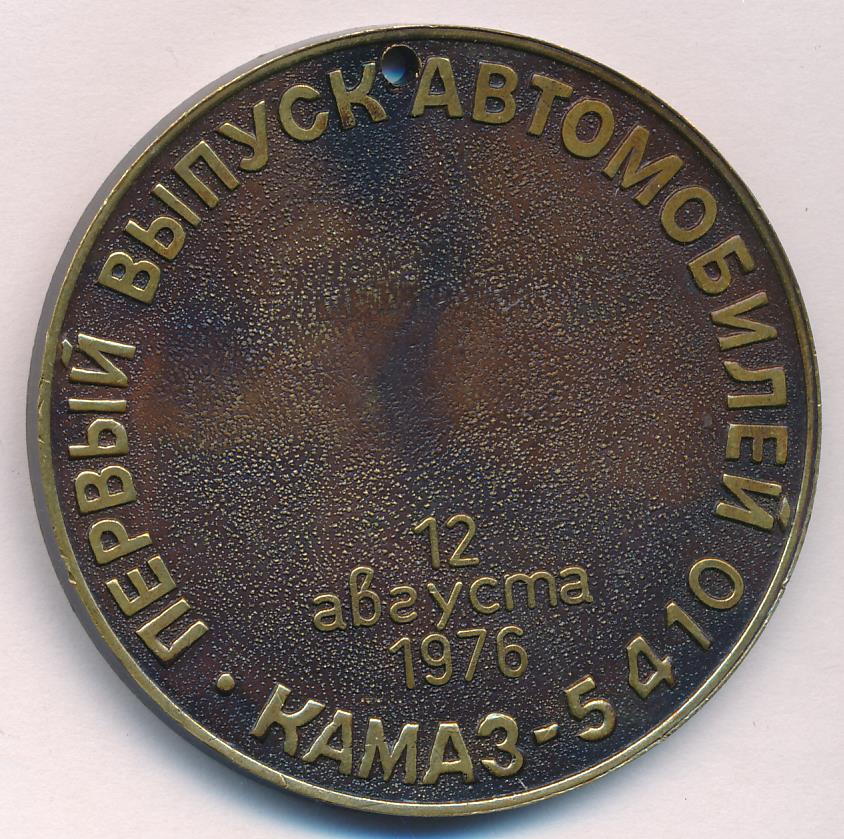 ПЕРВЫЙ ВЫПУСК АВТОМОБИЛЕЙ
КАМАЗ-5410
12
августа
1976